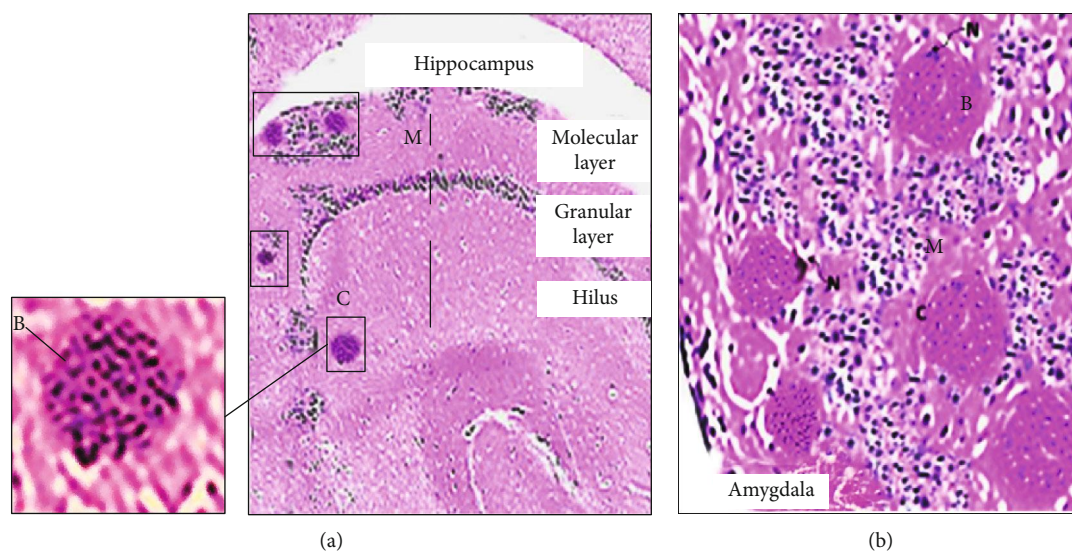 Hippocampus
M
Molecular
layer
Granular
layer
Hilus
C
B
(a)
N
B
M
N
C
Amygdala
(b)